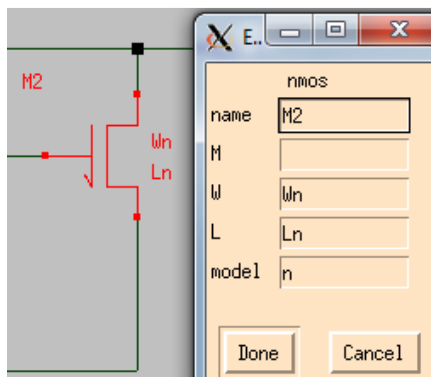 M2
Wn
Ln
E..
nmos
name M2
M
W Wn
L Ln
model n
Done Cancel